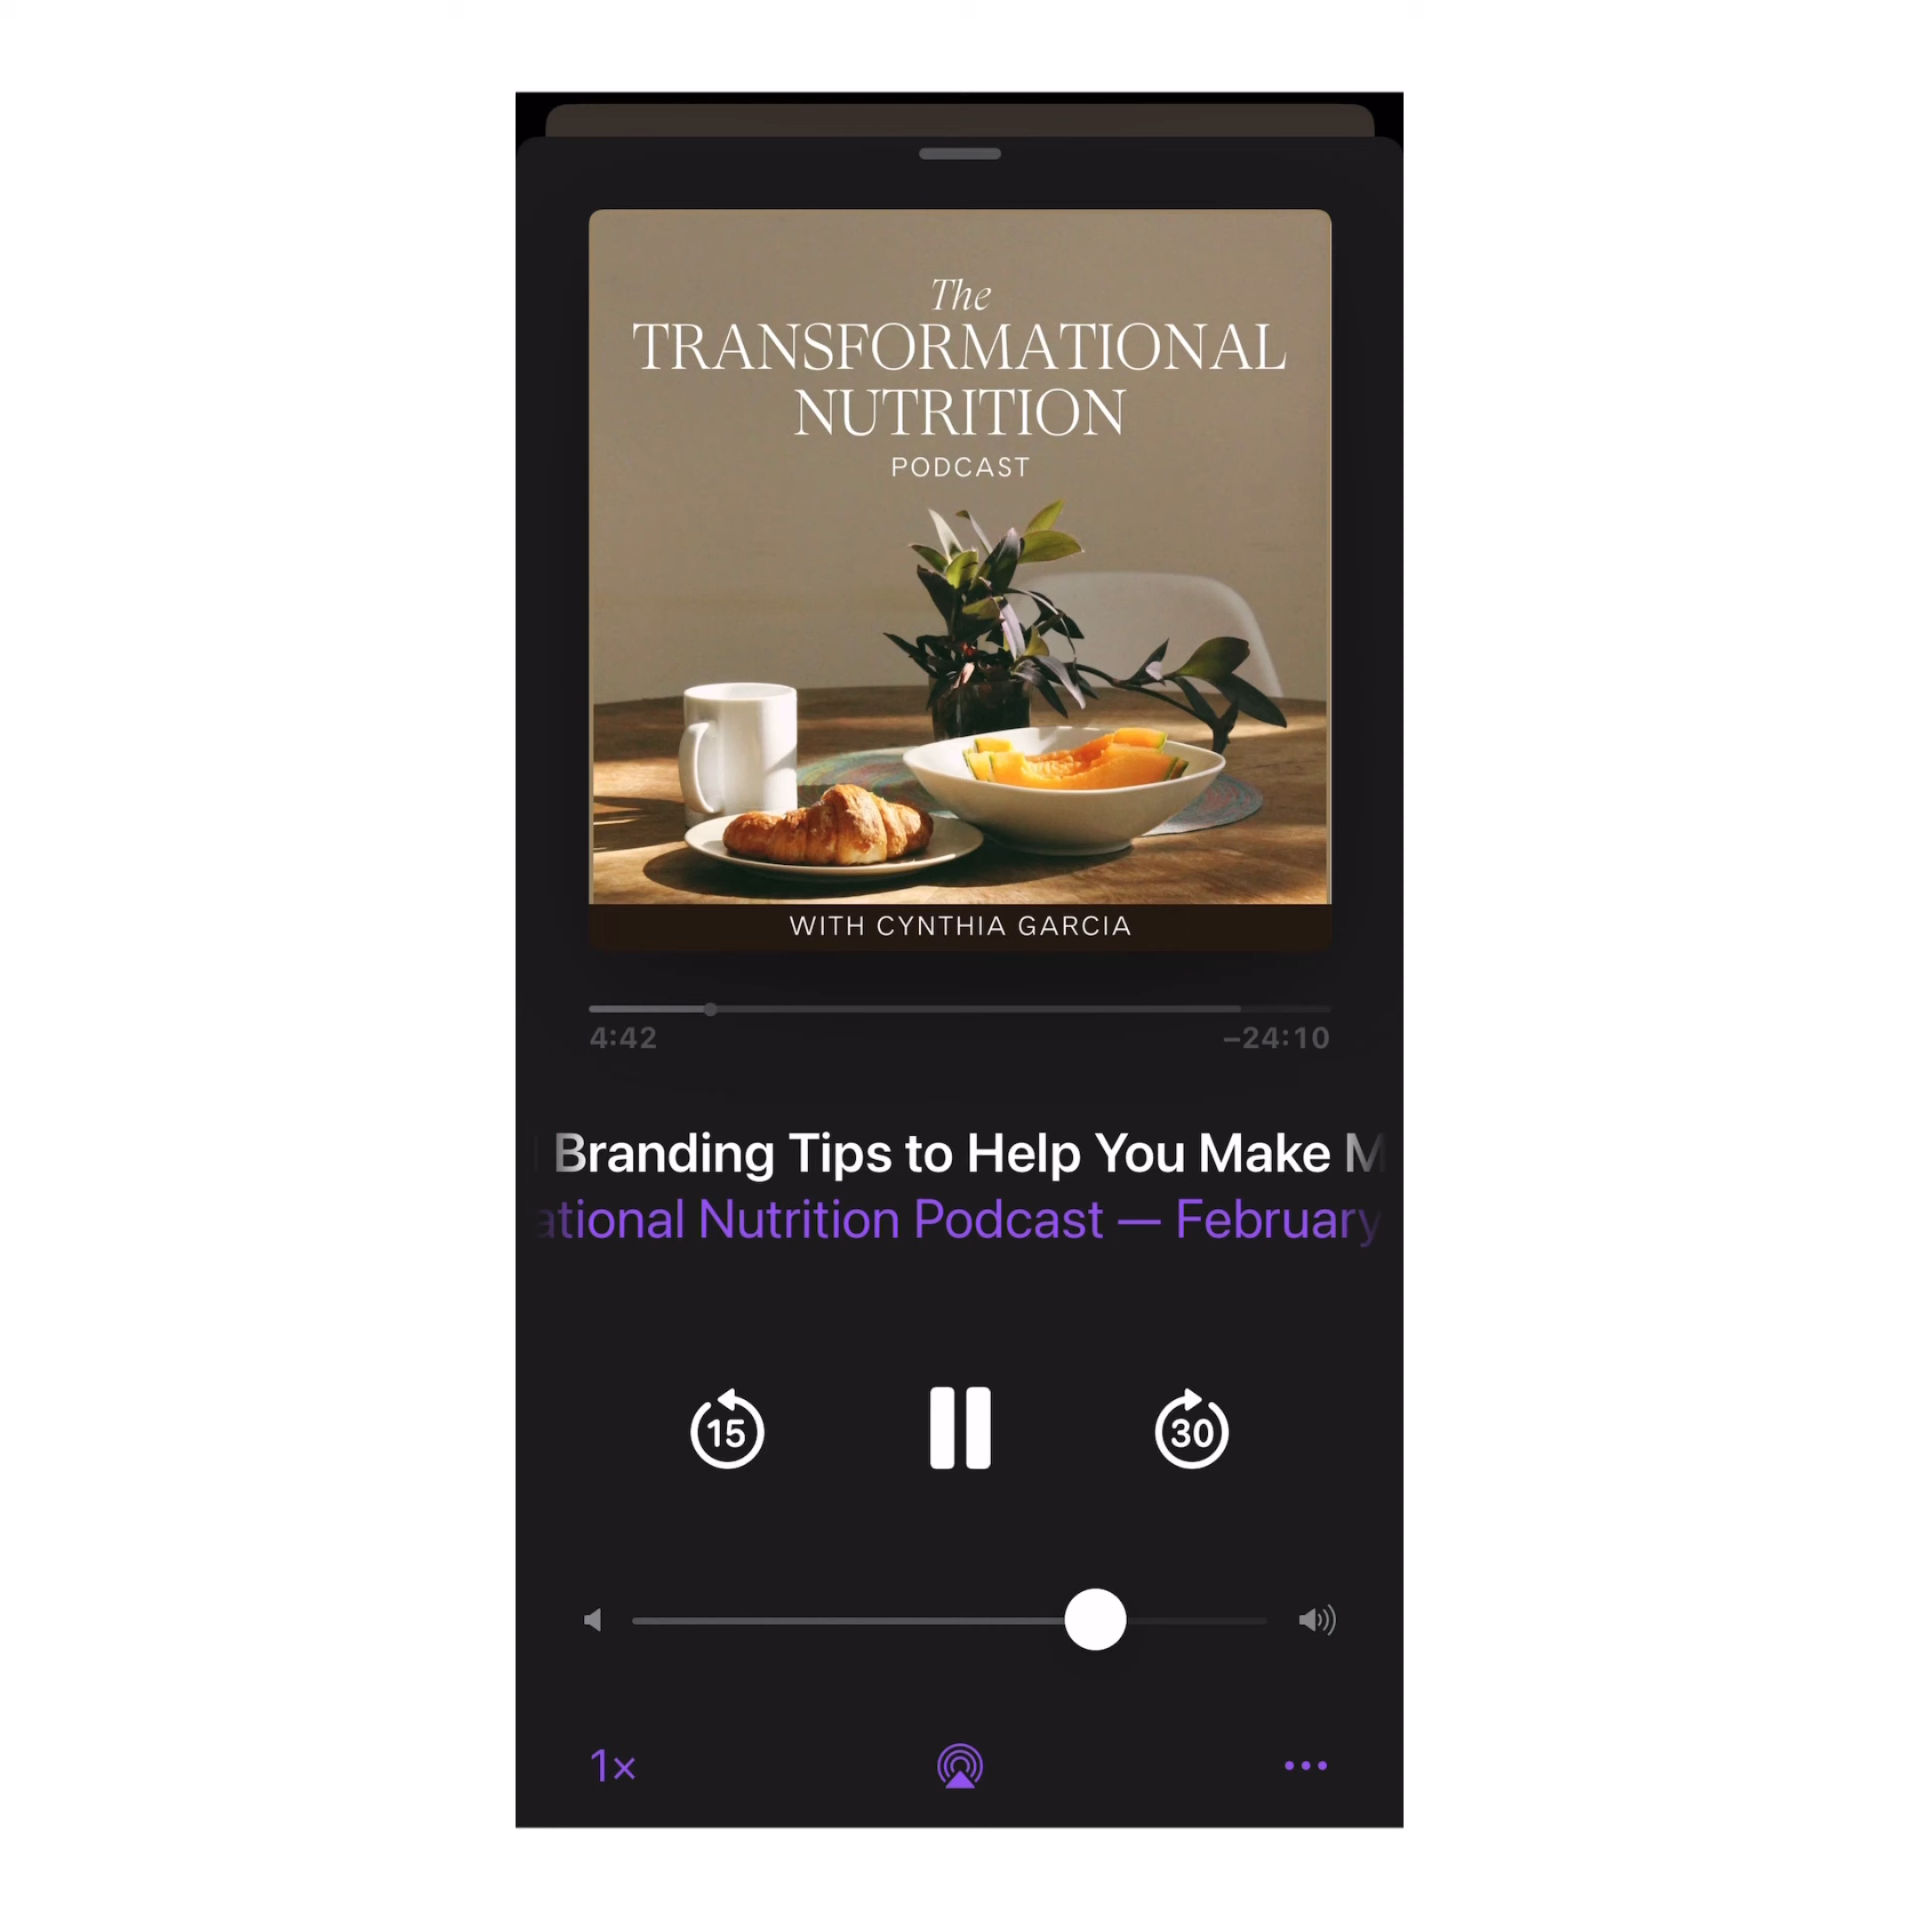 The
TRANSFORMATIONAL
NUTRITION
PODCAST
WITH CYNTHIA GARCIA
4:42
–24:10
Branding Tips to Help You Make
Nutrition Podcast — February
15
30
1×